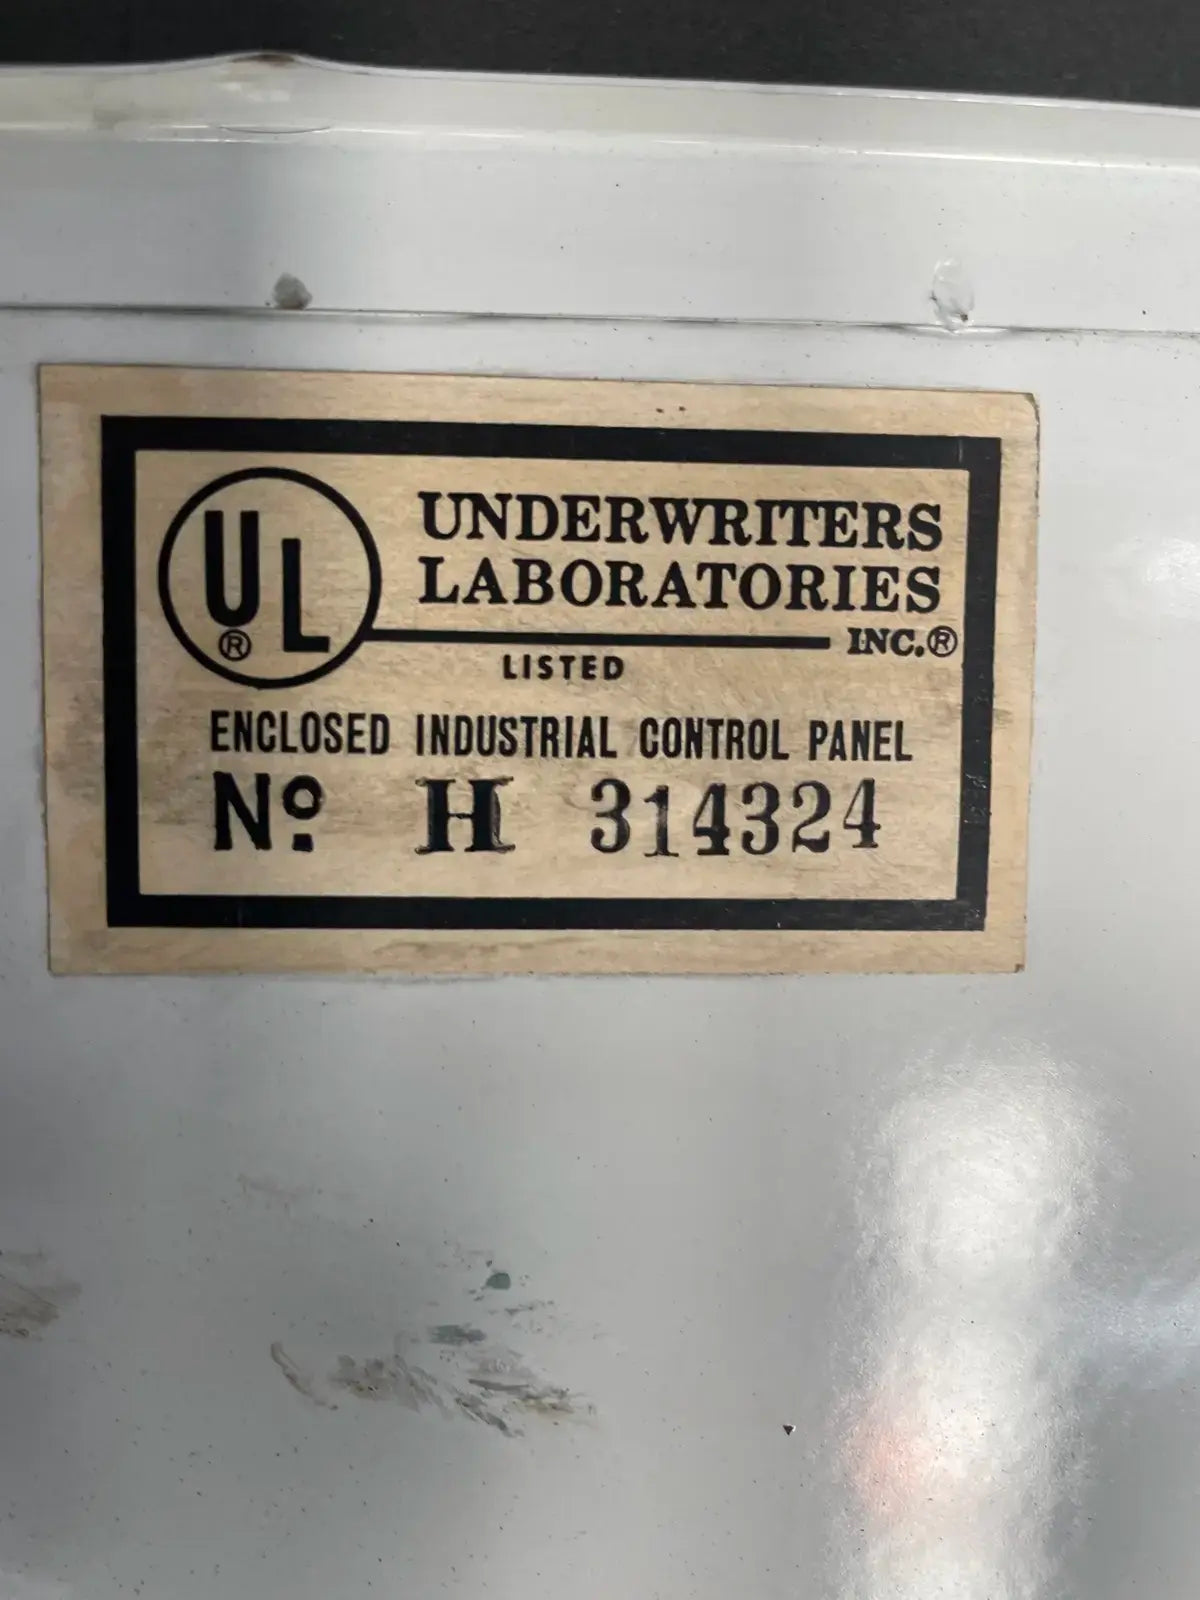 UL®
UNDERWRITERS
LABORATORIES
INC.®
LISTED
ENCLOSED INDUSTRIAL CONTROL PANEL
Nº H 314324